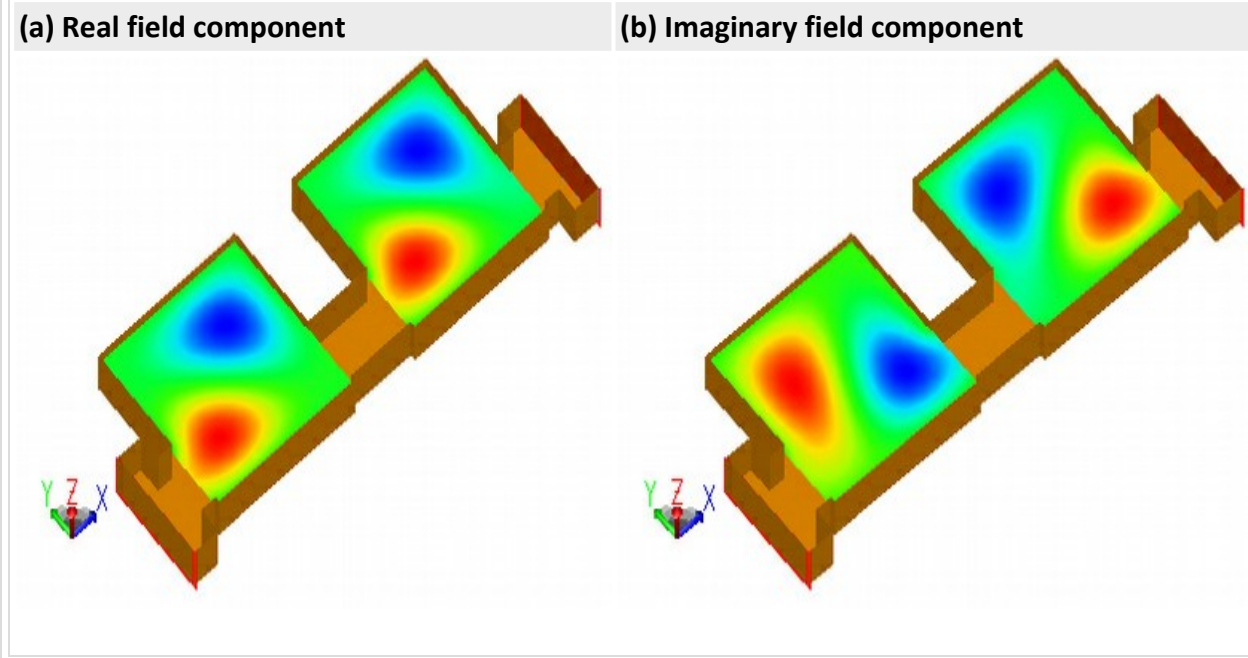 (a) Real field component
(b) Imaginary field component
Y Z X
Y Z X